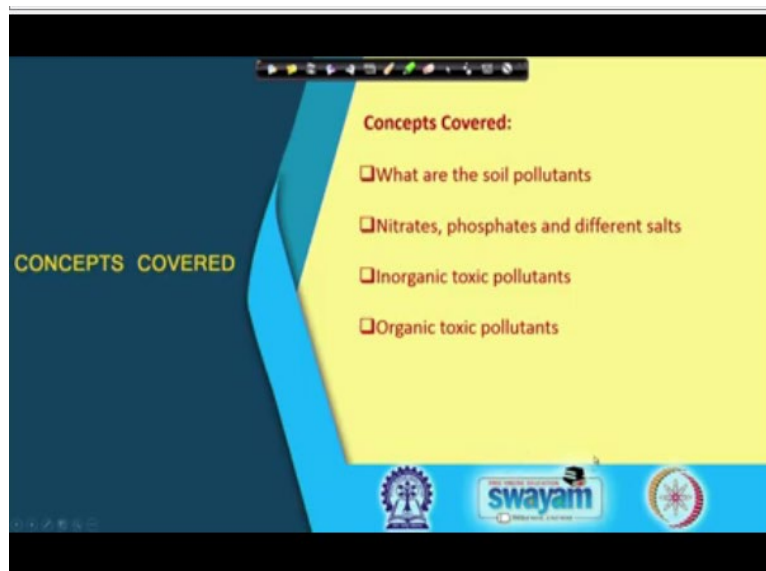 CONCEPTS COVERED
Concepts Covered:
What are the soil pollutants
Nitrates, phosphates and different salts
Inorganic toxic pollutants
Organic toxic pollutants
swayam